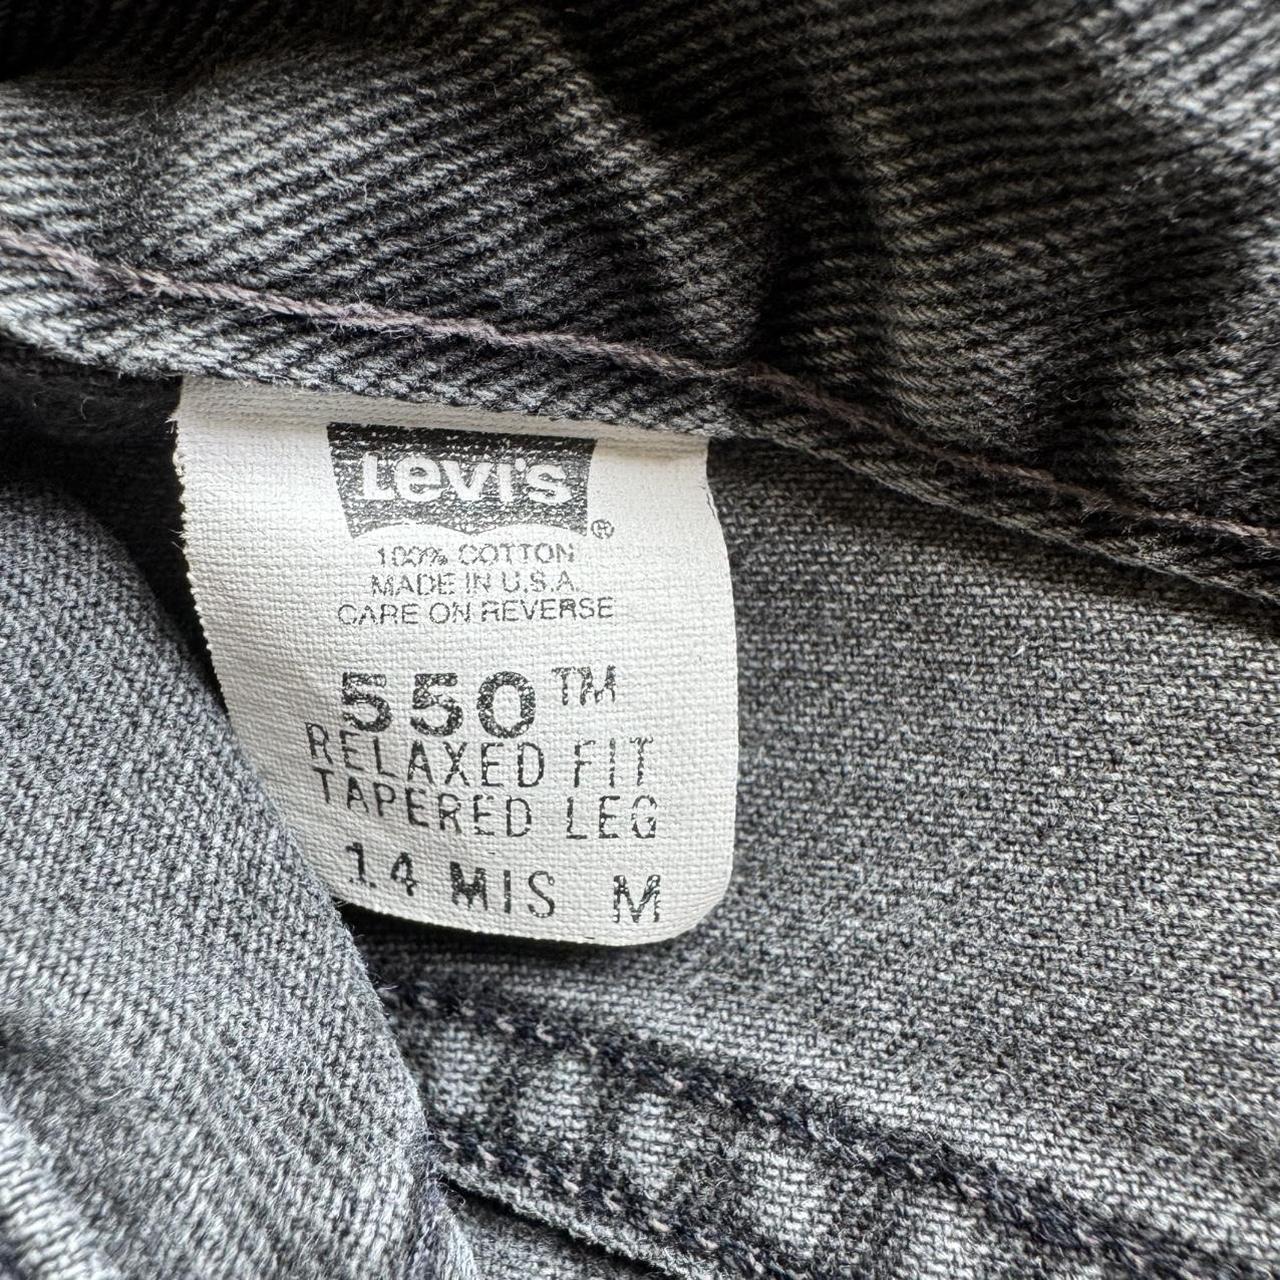 Levi's ®
100% COTTON
MADE IN U.S.A.
CARE ON REVERSE
550™
RELAXED FIT
TAPERED LEG
14 MIS M